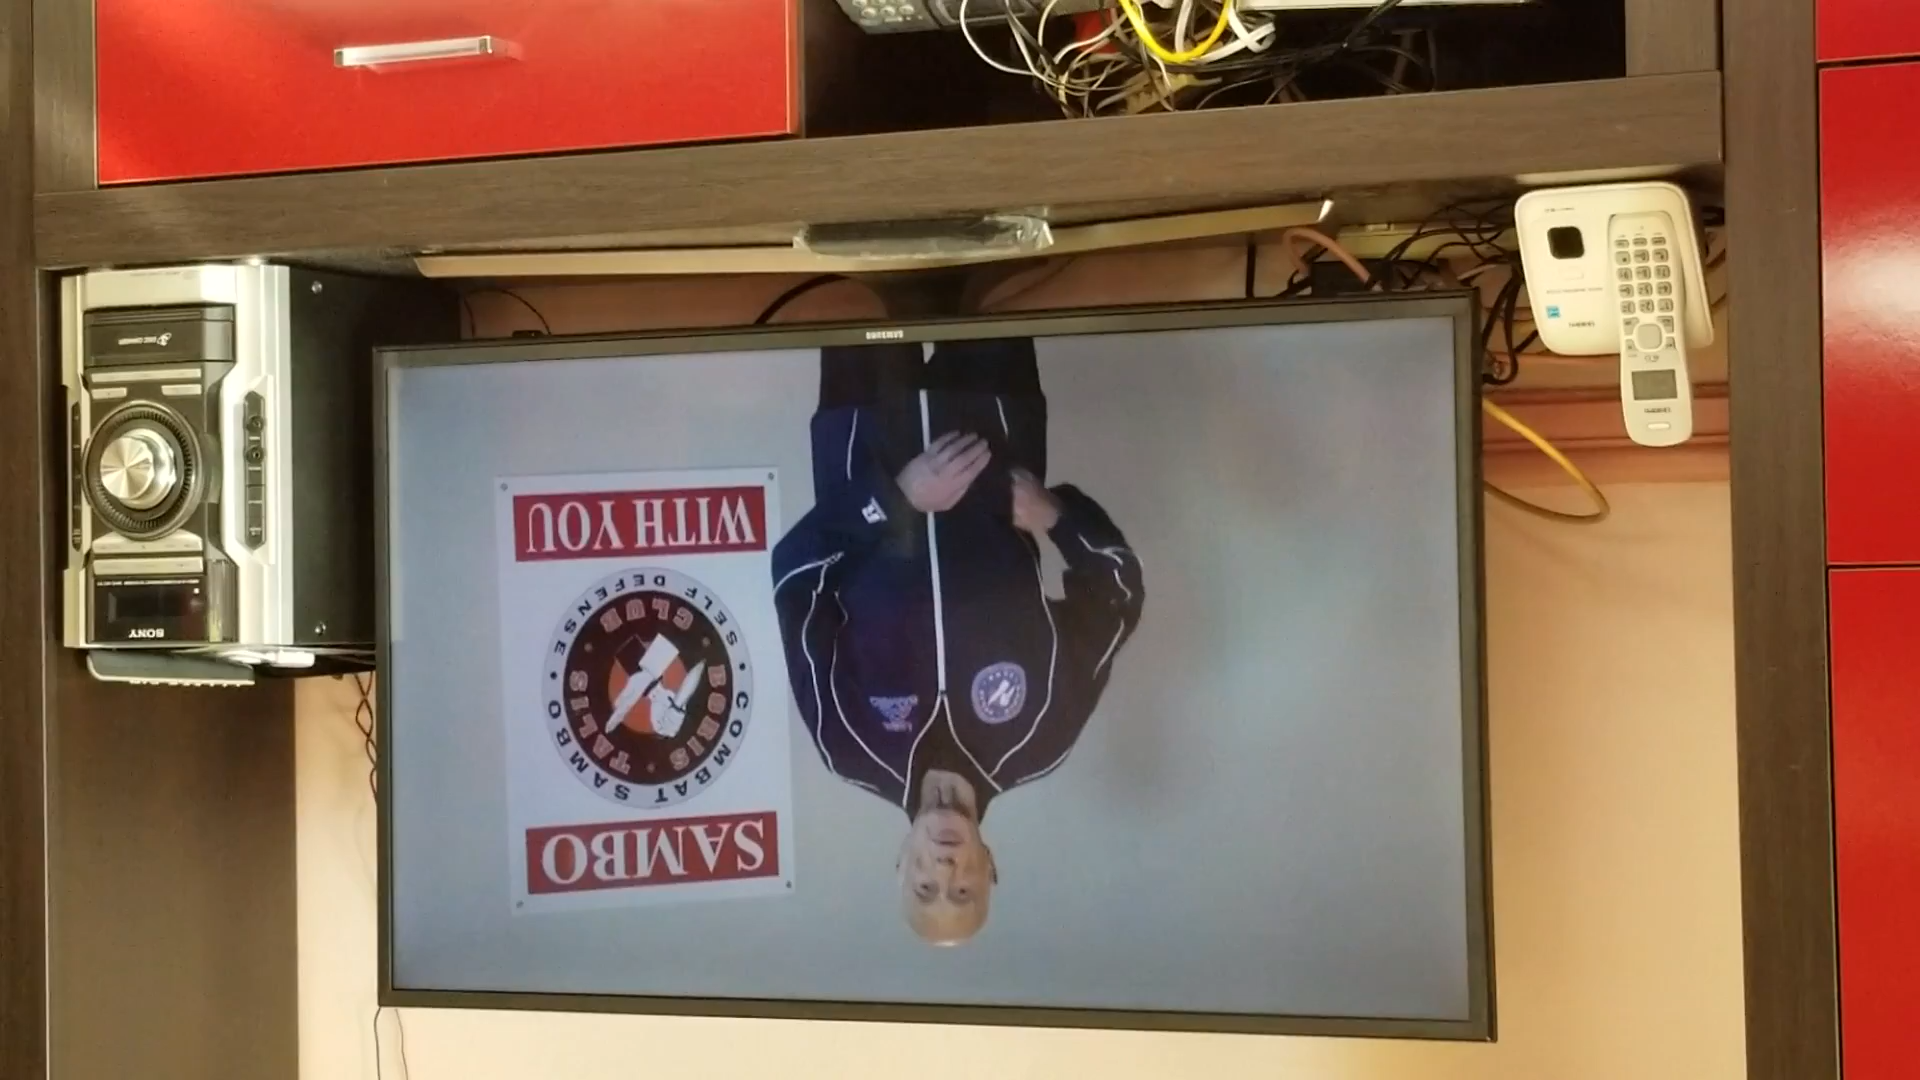 SAMBO
COMBAT SAMBO • SELF DEFENSE •
BORIS TALIS • CLUB •
WITH YOU
SAMSUNG
SONY